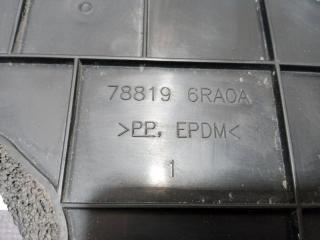 78819 6RA0A
>PP, EPDM<
1